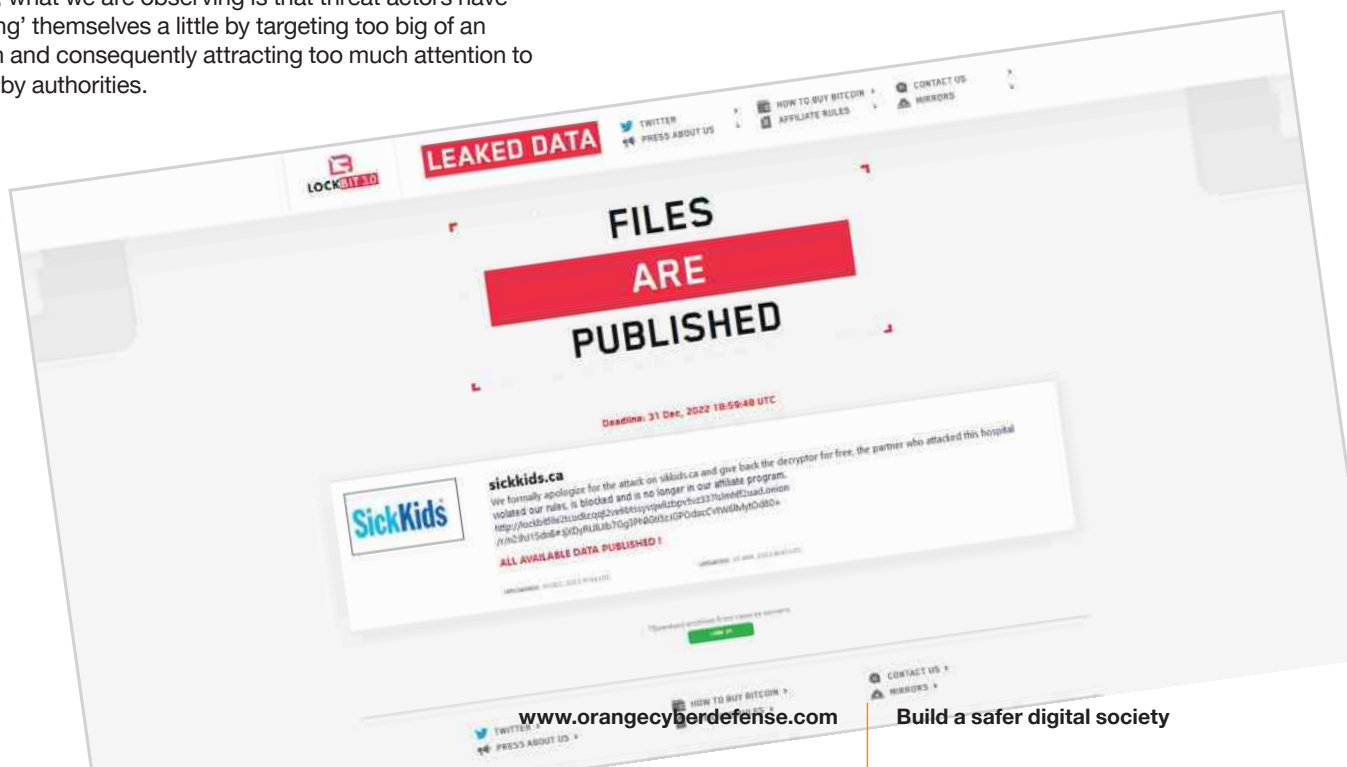 , what we are observing is that threat actors have
ng’ themselves a little by targeting too big of an
n and consequently attracting too much attention to
by authorities.
LOCKBIT 3.0
LEAKED DATA
TWITTER
PRESS ABOUT US
HOW TO BUY BITCOIN
AFFILIATE RULES
CONTACT US
MIRRORS
FILES
ARE
PUBLISHED
Deadline: 31 Dec, 2022 18:59:48 UTC
SickKids
sickkids.ca
We formally apologize for the attack on sikkids.ca and give back the decryptor for free, the partner who attacked this hospital
violated our rules, is blocked and is no longer in our affiliate program.
ALL AVAILABLE DATA PUBLISHED !
TWITTER
PRESS ABOUT US
HOW TO BUY BITCOIN
CONTACT US
MIRRORS
www.orangecyberdefense.com
Build a safer digital society